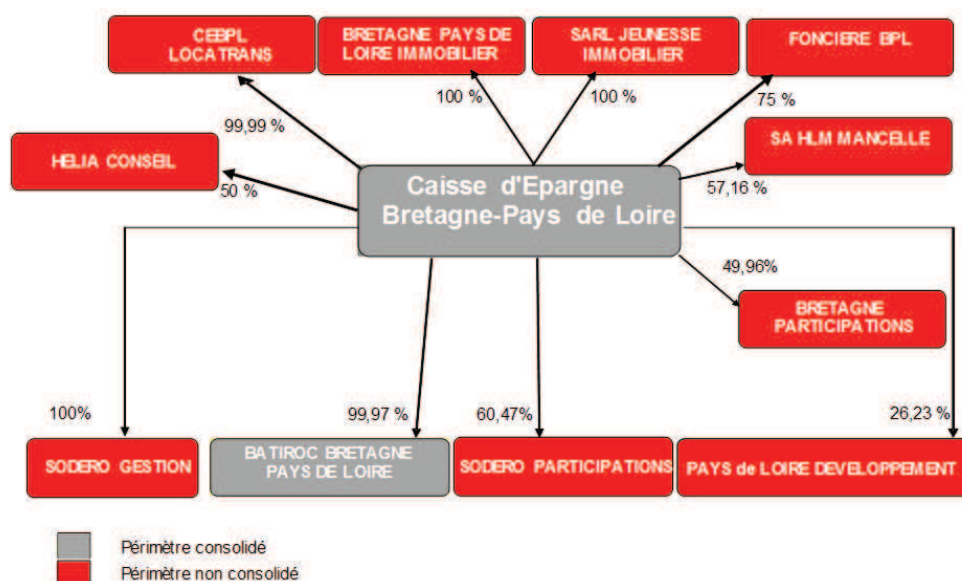 CEBPL
LOCATRANS
BRETAGNE PAYS DE
LOIRE IMMOBILIER
SARL JEUNESSE
IMMOBILIER
FONCIERE BPL
100 %
100 %
75 %
99,99 %
SA HLM MANCELLE
HELIA CONSEIL
50 %
57,16 %
Caisse d'Epargne
Bretagne-Pays de Loire
49,96%
BRETAGNE
PARTICIPATIONS
100%
99,97 %
60,47%
26,23 %
SODERO GESTION
BATIROC BRETAGNE
PAYS DE LOIRE
SODERO PARTICIPATIONS
PAYS de LOIRE DEVELOPPEMENT
Périmètre consolidé
Périmètre non consolidé